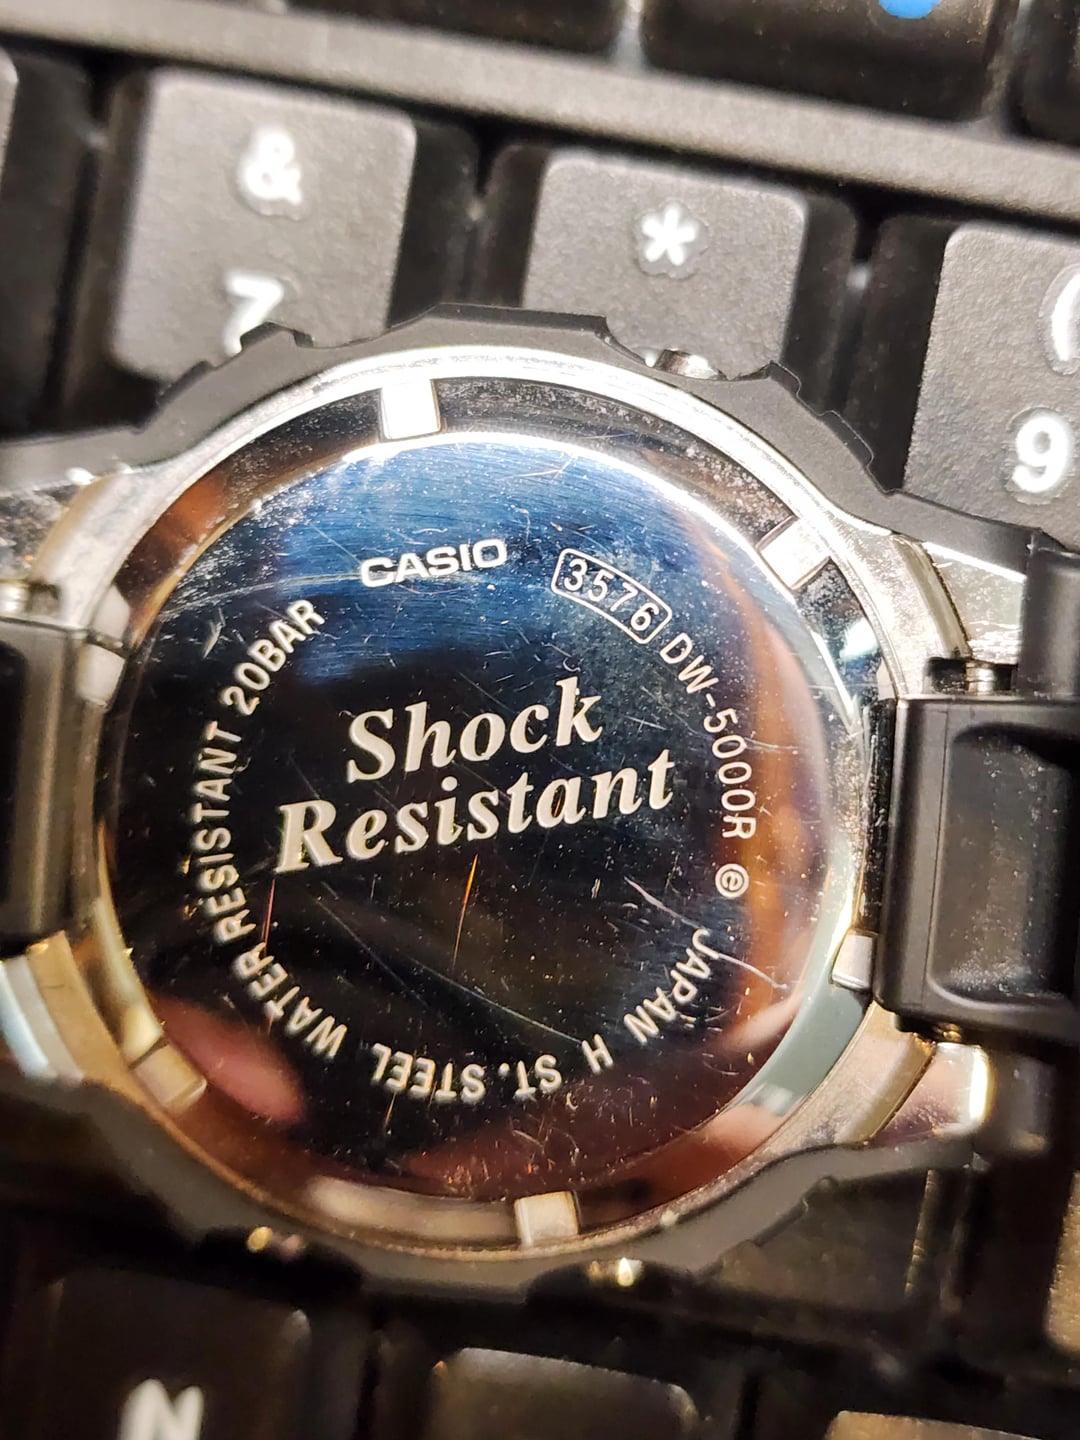 &
7
*
(
9
CASIO
3576
DW-5000R ⓔ
JAPAN H ST. STEEL WATER RESISTANT 20BAR
Shock
Resistant
N